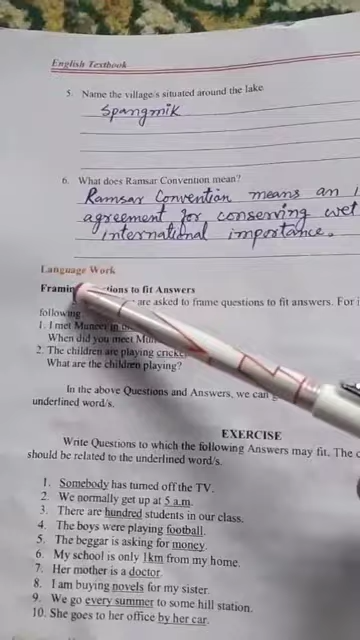 English Textbook
5. Name the village's situated around the lake
Spangmik
6. What does Ramsar Convention mean?
Ramsar Convention means an
agreement for conserving wet
international importance.
Language Work
Framing to fit Answers
are asked to frame questions to fit answers. For
following
1. I met Muneer in
When did you meet
2. The children are playing
What are the children playing?
In the above Questions and Answers, we can
underlined word/s.
EXERCISE
Write Questions to which the following Answers may fit. The
should be related to the underlined word/s.
1. Somebody has turned off the TV.
2. We normally get up at 5 a.m.
3. There are hundred students in our class.
4. The boys were playing football.
5. The beggar is asking for money.
6. My school is only 1km from my home.
7. Her mother is a doctor.
8. I am buying novels for my sister.
9. We go every summer to some hill station.
10. She goes to her office by her car.